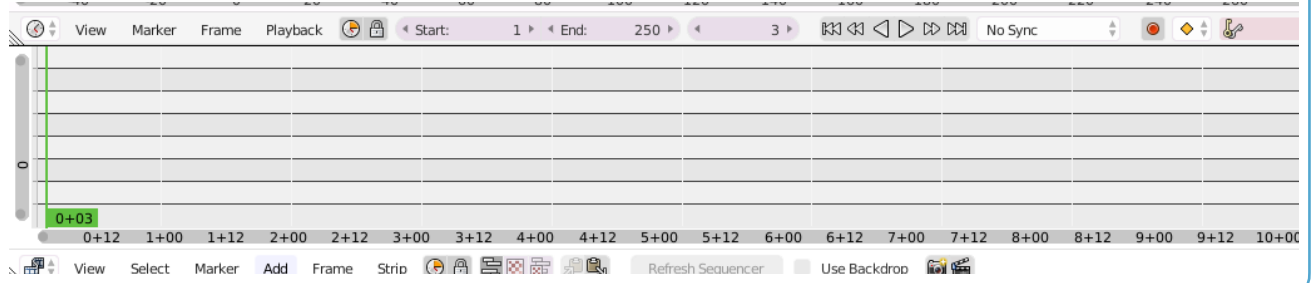 View Marker Frame Playback Start: 1 End: 250 3 No Sync
0
0+03
0+12 1+00 1+12 2+00 2+12 3+00 3+12 4+00 4+12 5+00 5+12 6+00 6+12 7+00 7+12 8+00 8+12 9+00 9+12 10+00
View Select Marker Add Frame Strip Refresh Sequencer Use Backdrop